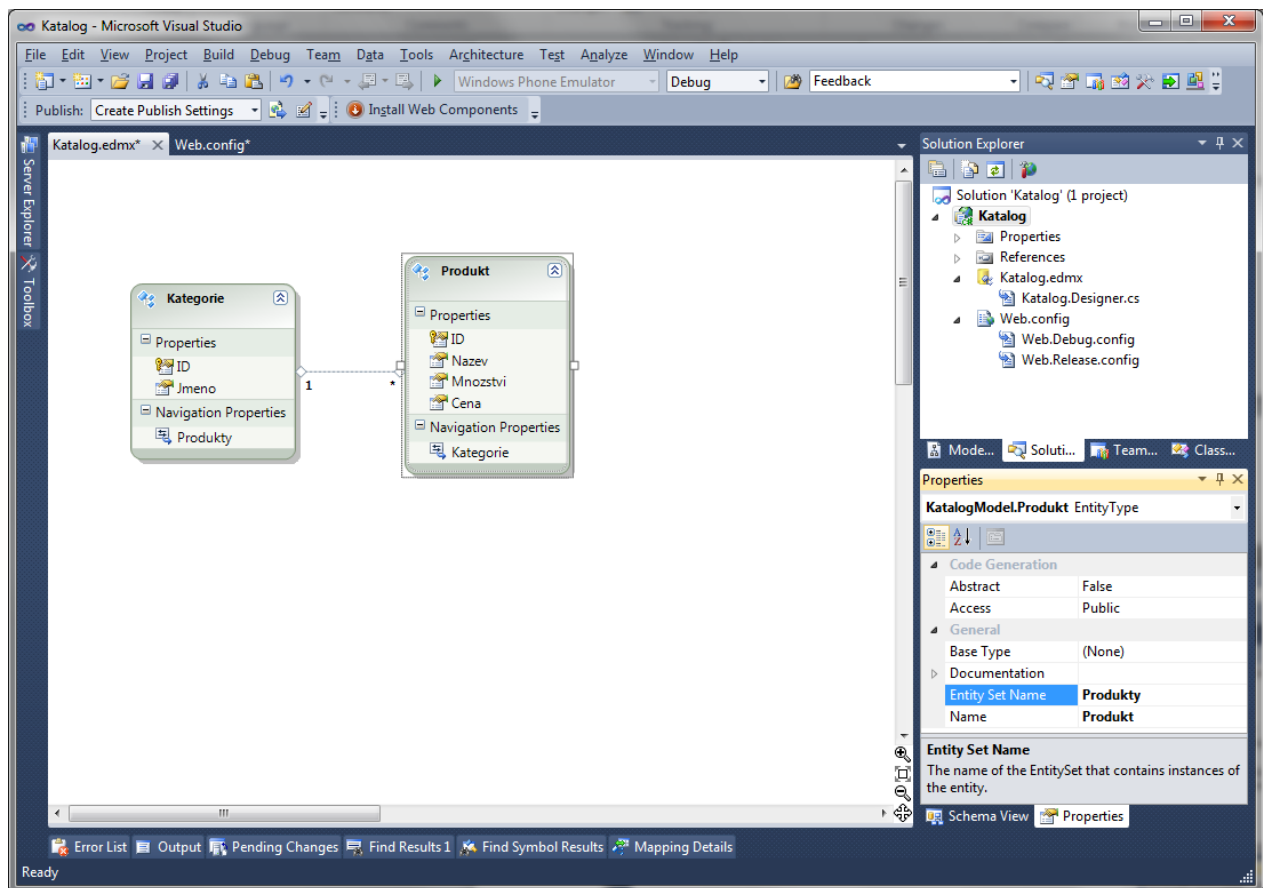 Katalog - Microsoft Visual Studio
File Edit View Project Build Debug Team Data Tools Architecture Test Analyze Window Help
Windows Phone Emulator Debug Feedback
Publish: Create Publish Settings Install Web Components
Server Explorer
Toolbox
Katalog.edmx* Web.config*
Kategorie
Properties
ID
Jmeno
Navigation Properties
Produkty
1 *
Produkt
Properties
ID
Nazev
Mnozstvi
Cena
Navigation Properties
Kategorie
Solution Explorer
Solution 'Katalog' (1 project)
Katalog
Properties
References
Katalog.edmx
Katalog.Designer.cs
Web.config
Web.Debug.config
Web.Release.config
Mode... Soluti... Team... Class...
Properties
KatalogModel.Produkt EntityType
Code Generation
Abstract False
Access Public
General
Base Type (None)
Documentation
Entity Set Name Produkty
Name Produkt
Entity Set Name
The name of the EntitySet that contains instances of
the entity.
Schema View Properties
Error List Output Pending Changes Find Results 1 Find Symbol Results Mapping Details
Ready